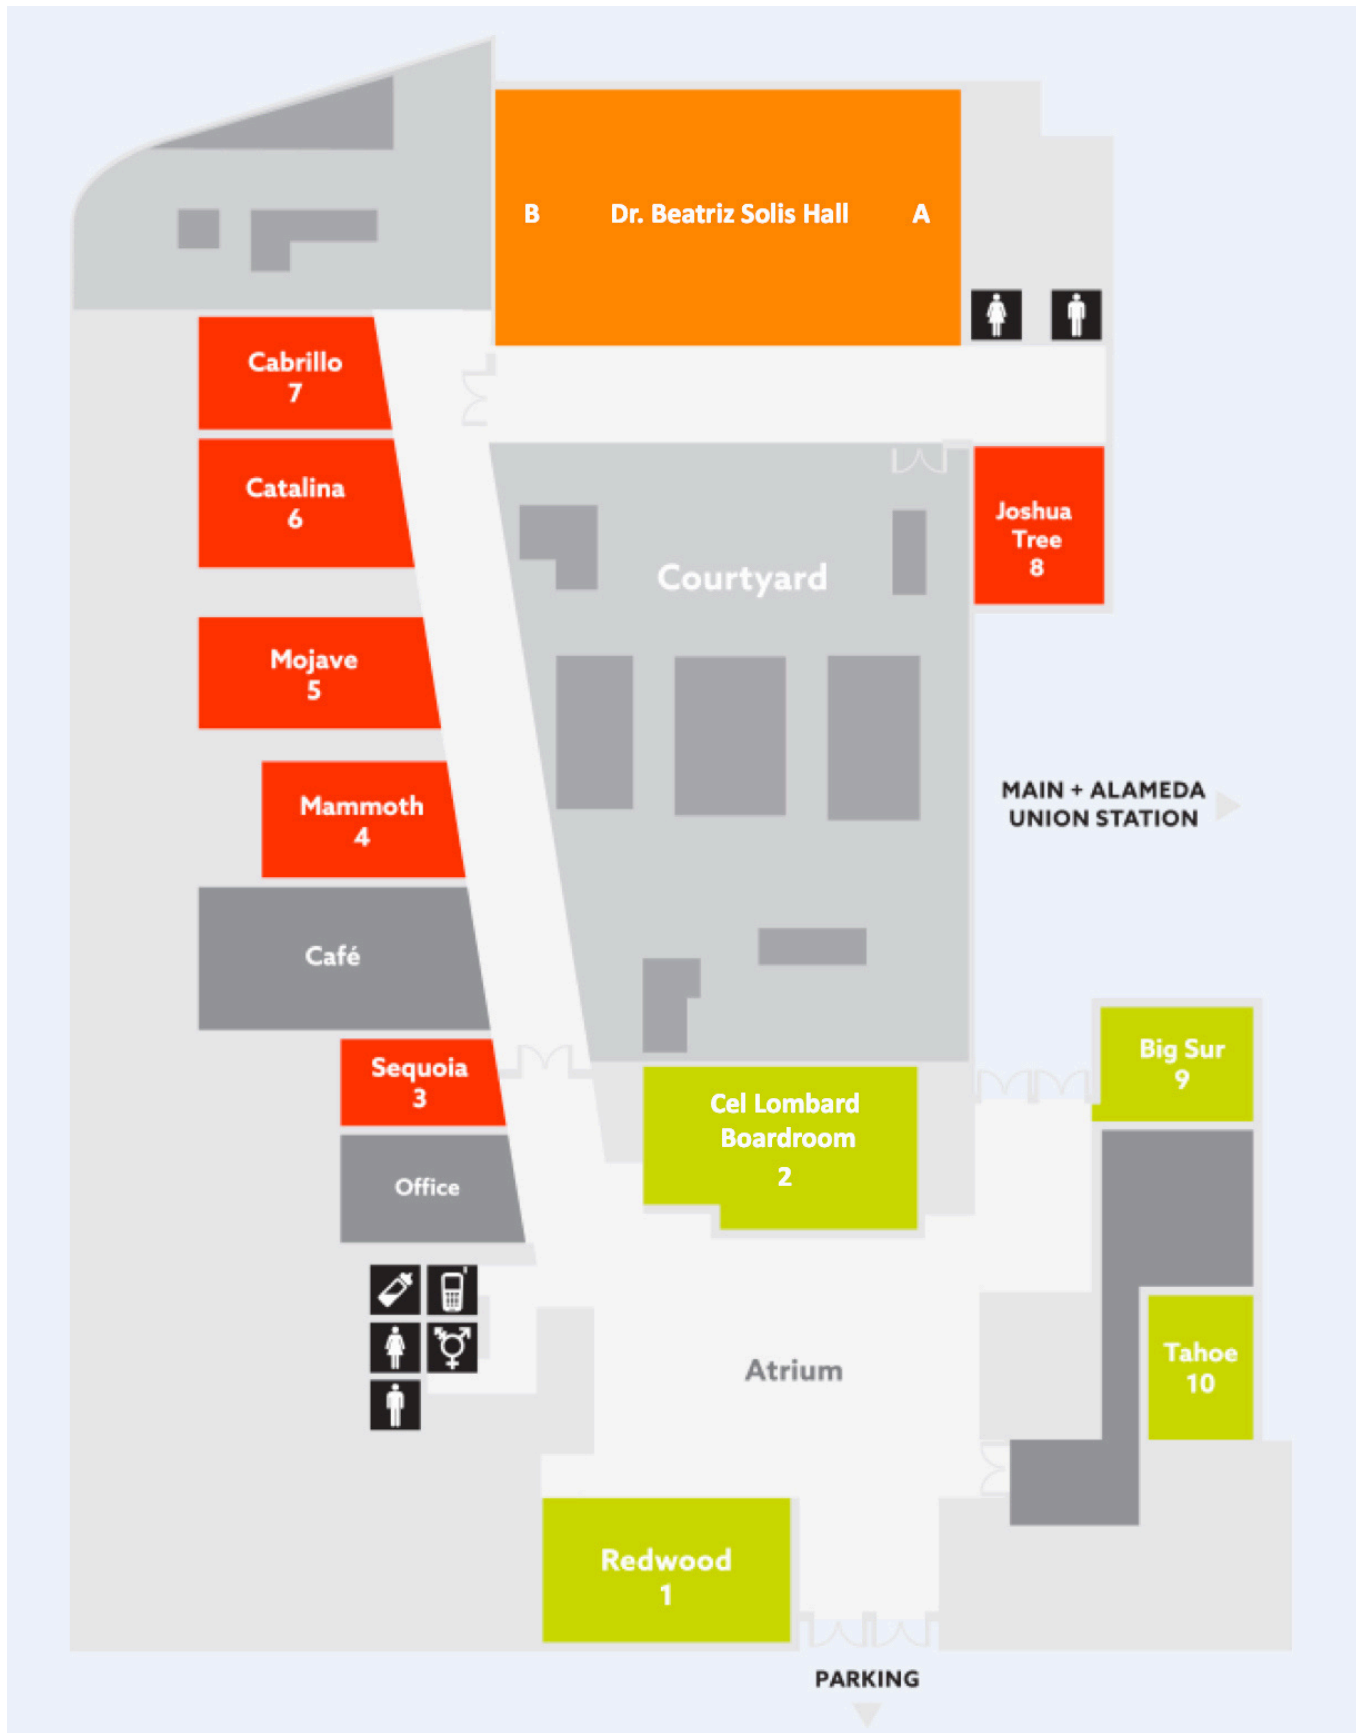 B Dr. Beatriz Solis Hall A
Cabrillo
7
Catalina
6
Joshua
Tree
8
Courtyard
Mojave
5
Mammoth
4
MAIN + ALAMEDA
UNION STATION
Café
Sequoia
3
Big Sur
9
Cel Lombard
Boardroom
2
Office
Tahoe
10
Atrium
Redwood
1
PARKING